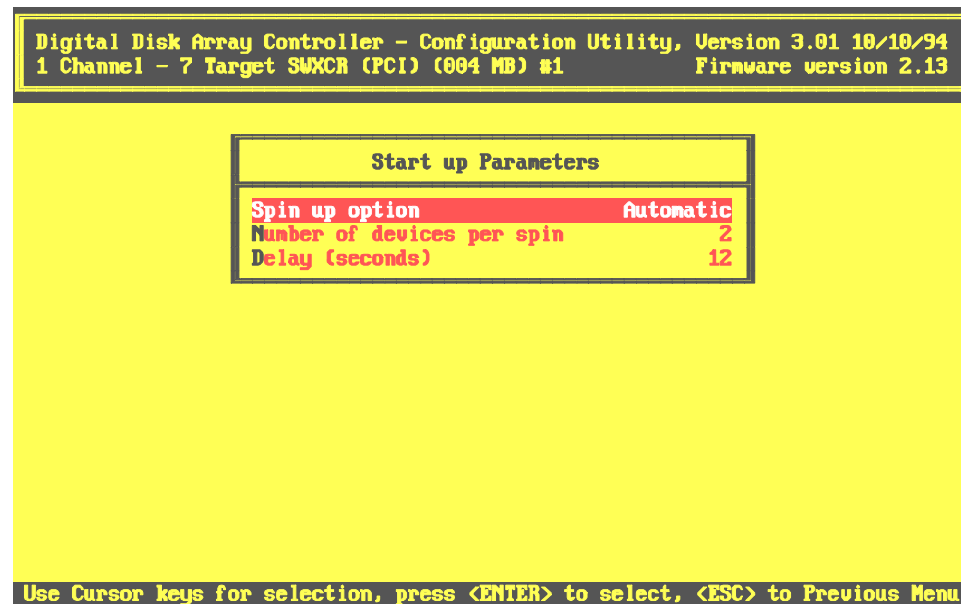 Digital Disk Array Controller - Configuration Utility, Version 3.01 10/10/94
1 Channel - 7 Target SWXCR (PCI) (004 MB) #1 Firmware version 2.13
Start up Parameters
Spin up option Automatic
Number of devices per spin 2
Delay (seconds) 12
Use Cursor keys for selection, press <ENTER> to select, <ESC> to Previous Menu